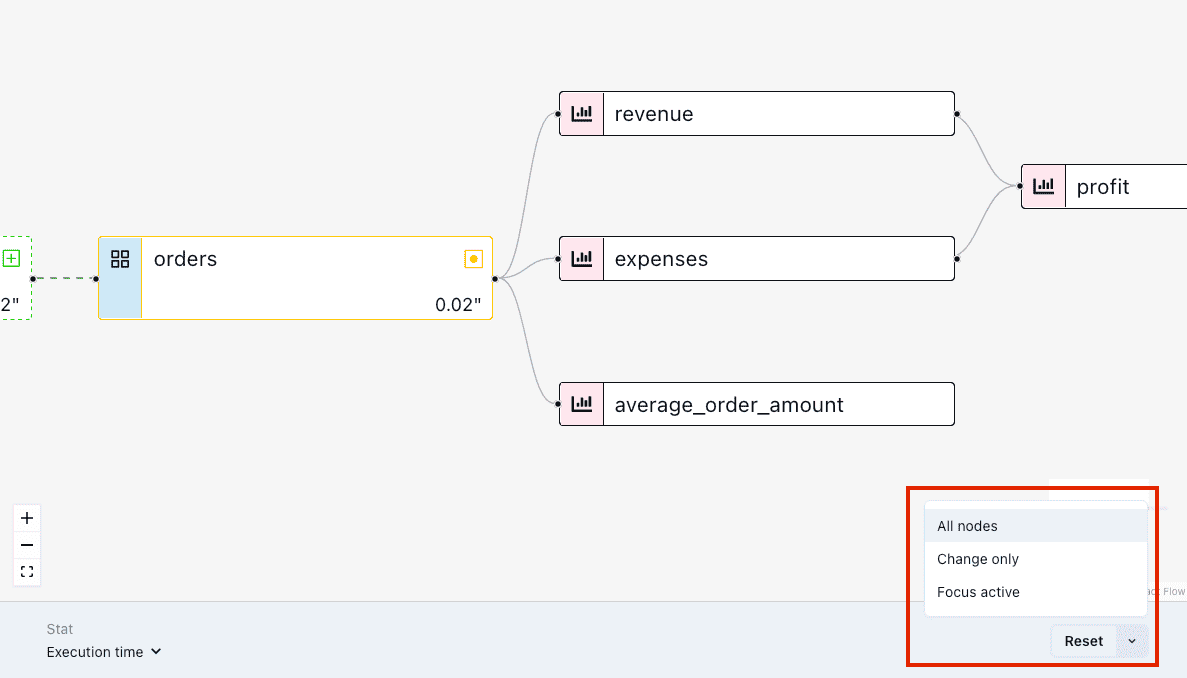 revenue
profit
orders
expenses
2"
0.02"
average_order_amount
All nodes
Change only
Focus active
Flow
Stat
Execution time
Reset